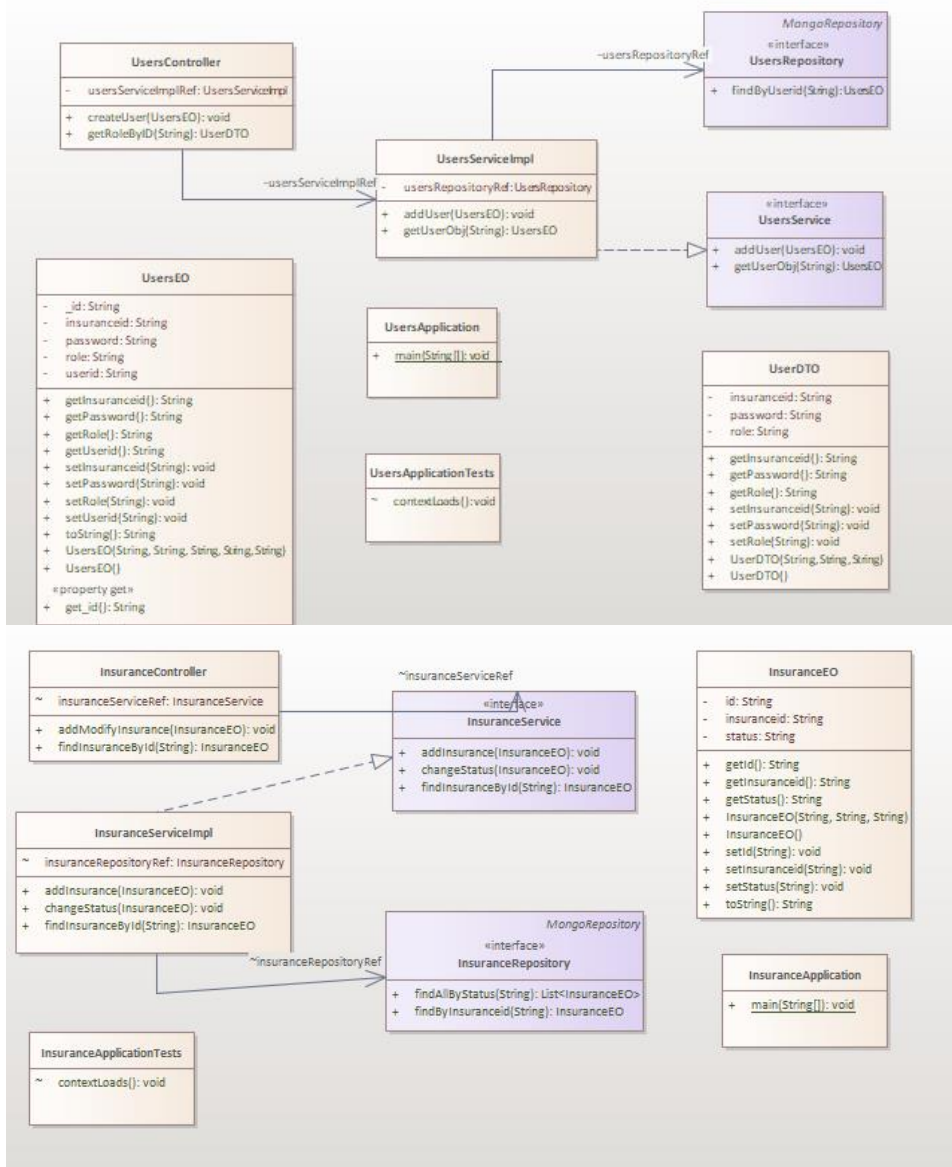 UsersController
- usersServiceImplRef: UsersServiceImpl
+ createUser(UsersEO): void
+ getRoleByID(String): UserDTO
-usersServiceImplRef
-usersRepositoryRef
MongoRepository
«interface»
UsersRepository
+ findByUserid(String): UsersEO
UsersServiceImpl
- usersRepositoryRef: UsersRepository
+ addUser(UsersEO): void
+ getUserObj(String): UsersEO
«interface»
UsersService
+ addUser(UsersEO): void
+ getUserObj(String): UsersEO
UsersEO
- _id: String
- insuranceid: String
- password: String
- role: String
- userid: String
+ getInsuranceid(): String
+ getPassword(): String
+ getRole(): String
+ getUserid(): String
+ setInsuranceid(String): void
+ setPassword(String): void
+ setRole(String): void
+ setUserid(String): void
+ toString(): String
+ UsersEO(String, String, String, String, String)
+ UsersEO()
«property get»
+ get_id(): String
UsersApplication
+ main(String[]): void
UsersApplicationTests
~ contextLoads(): void
UserDTO
- insuranceid: String
- password: String
- role: String
+ getInsuranceid(): String
+ getPassword(): String
+ getRole(): String
+ setInsuranceid(String): void
+ setPassword(String): void
+ setRole(String): void
+ UserDTO(String, String, String)
+ UserDTO()
InsuranceController
~ insuranceServiceRef: InsuranceService
+ addModifyInsurance(InsuranceEO): void
+ findInsuranceById(String): InsuranceEO
~insuranceServiceRef
«interface»
InsuranceService
+ addInsurance(InsuranceEO): void
+ changeStatus(InsuranceEO): void
+ findInsuranceById(String): InsuranceEO
InsuranceEO
- id: String
- insuranceid: String
- status: String
+ getId(): String
+ getInsuranceid(): String
+ getStatus(): String
+ InsuranceEO(String, String, String)
+ InsuranceEO()
+ setId(String): void
+ setInsuranceid(String): void
+ setStatus(String): void
+ toString(): String
InsuranceServiceImpl
~ insuranceRepositoryRef: InsuranceRepository
+ addInsurance(InsuranceEO): void
+ changeStatus(InsuranceEO): void
+ findInsuranceById(String): InsuranceEO
~insuranceRepositoryRef
MongoRepository
«interface»
InsuranceRepository
+ findAllByStatus(String): List<InsuranceEO>
+ findByInsuranceid(String): InsuranceEO
InsuranceApplication
+ main(String[]): void
InsuranceApplicationTests
~ contextLoads(): void